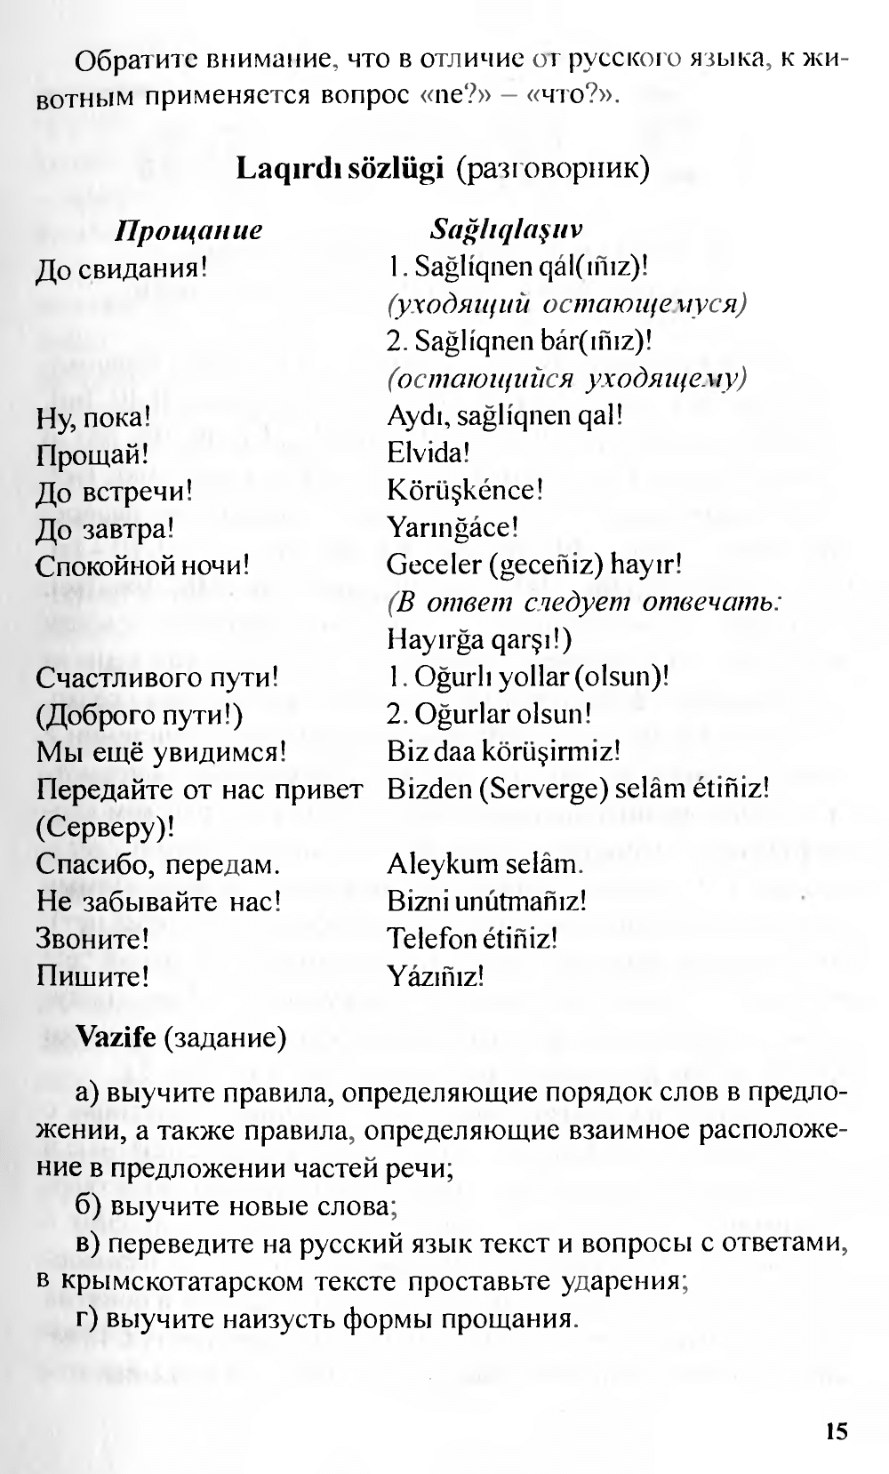 Обратите внимание, что в отличие от русского языка, к жи-
вотным применяется вопрос «ne?» – «что?».
Laqırdı sözlügi (разговорник)
Прощание Sağlıqlaşuv
До свидания! 1. Sağlíqnen qál(ıñız)!
(уходящий остающемуся)
2. Sağlíqnen bár(ıñız)!
(остающийся уходящему)
Ну, пока! Aydı, sağlíqnen qal!
Прощай! Elvida!
До встречи! Körüşkénce!
До завтра! Yarınğáce!
Спокойной ночи! Geceler (geceñiz) hayır!
(В ответ следует отвечать:
Hayırğa qarşı!)
Счастливого пути! 1. Oğurlı yollar (olsun)!
(Доброго пути!) 2. Oğurlar olsun!
Мы ещё увидимся! Biz daa körüşirmiz!
Передайте от нас привет Bizden (Serverge) selâm étiñiz!
(Серверу)!
Спасибо, передам. Aleykum selâm.
Не забывайте нас! Bizni unútmañız!
Звоните! Telefon étiñiz!
Пишите! Yázıñız!
Vazife (задание)
а) выучите правила, определяющие порядок слов в предло-
жении, а также правила, определяющие взаимное расположе-
ние в предложении частей речи;
б) выучите новые слова;
в) переведите на русский язык текст и вопросы с ответами,
в крымскотатарском тексте проставьте ударения;
г) выучите наизусть формы прощания.
15